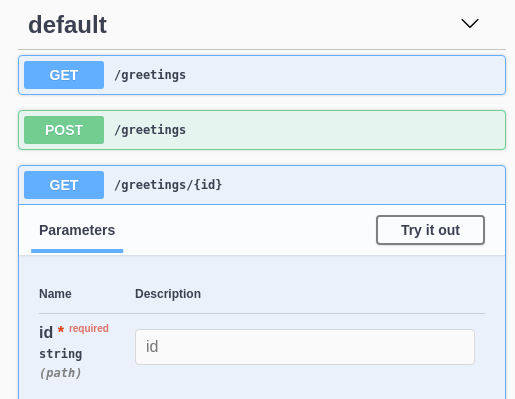 default
GET /greetings
POST /greetings
GET /greetings/{id}
Parameters Try it out
Name Description
id * required id
string
(path)